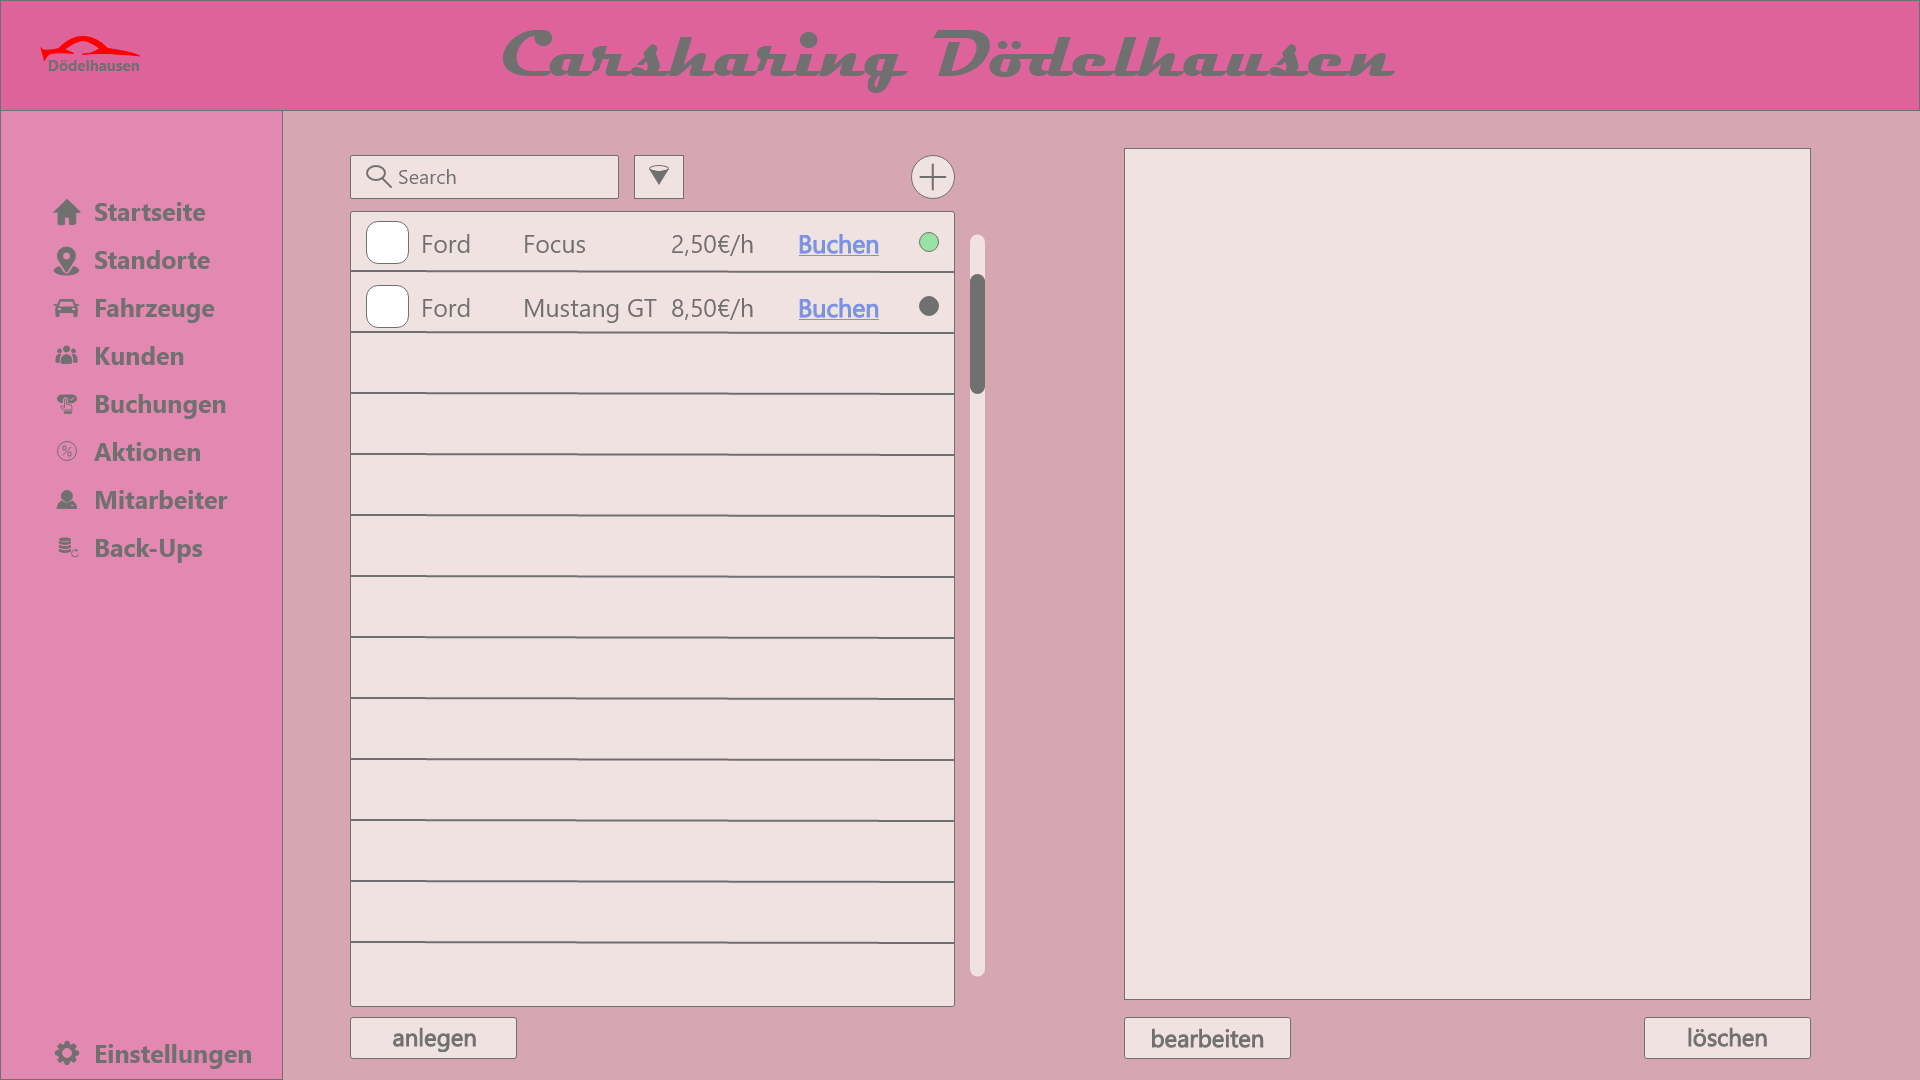 Dödelhausen
Carsharing Dödelhausen
Startseite
Standorte
Fahrzeuge
Kunden
Buchungen
Aktionen
Mitarbeiter
Back-Ups
Einstellungen
Search
Ford Focus 2,50€/h Buchen
Ford Mustang GT 8,50€/h Buchen
anlegen
bearbeiten
löschen